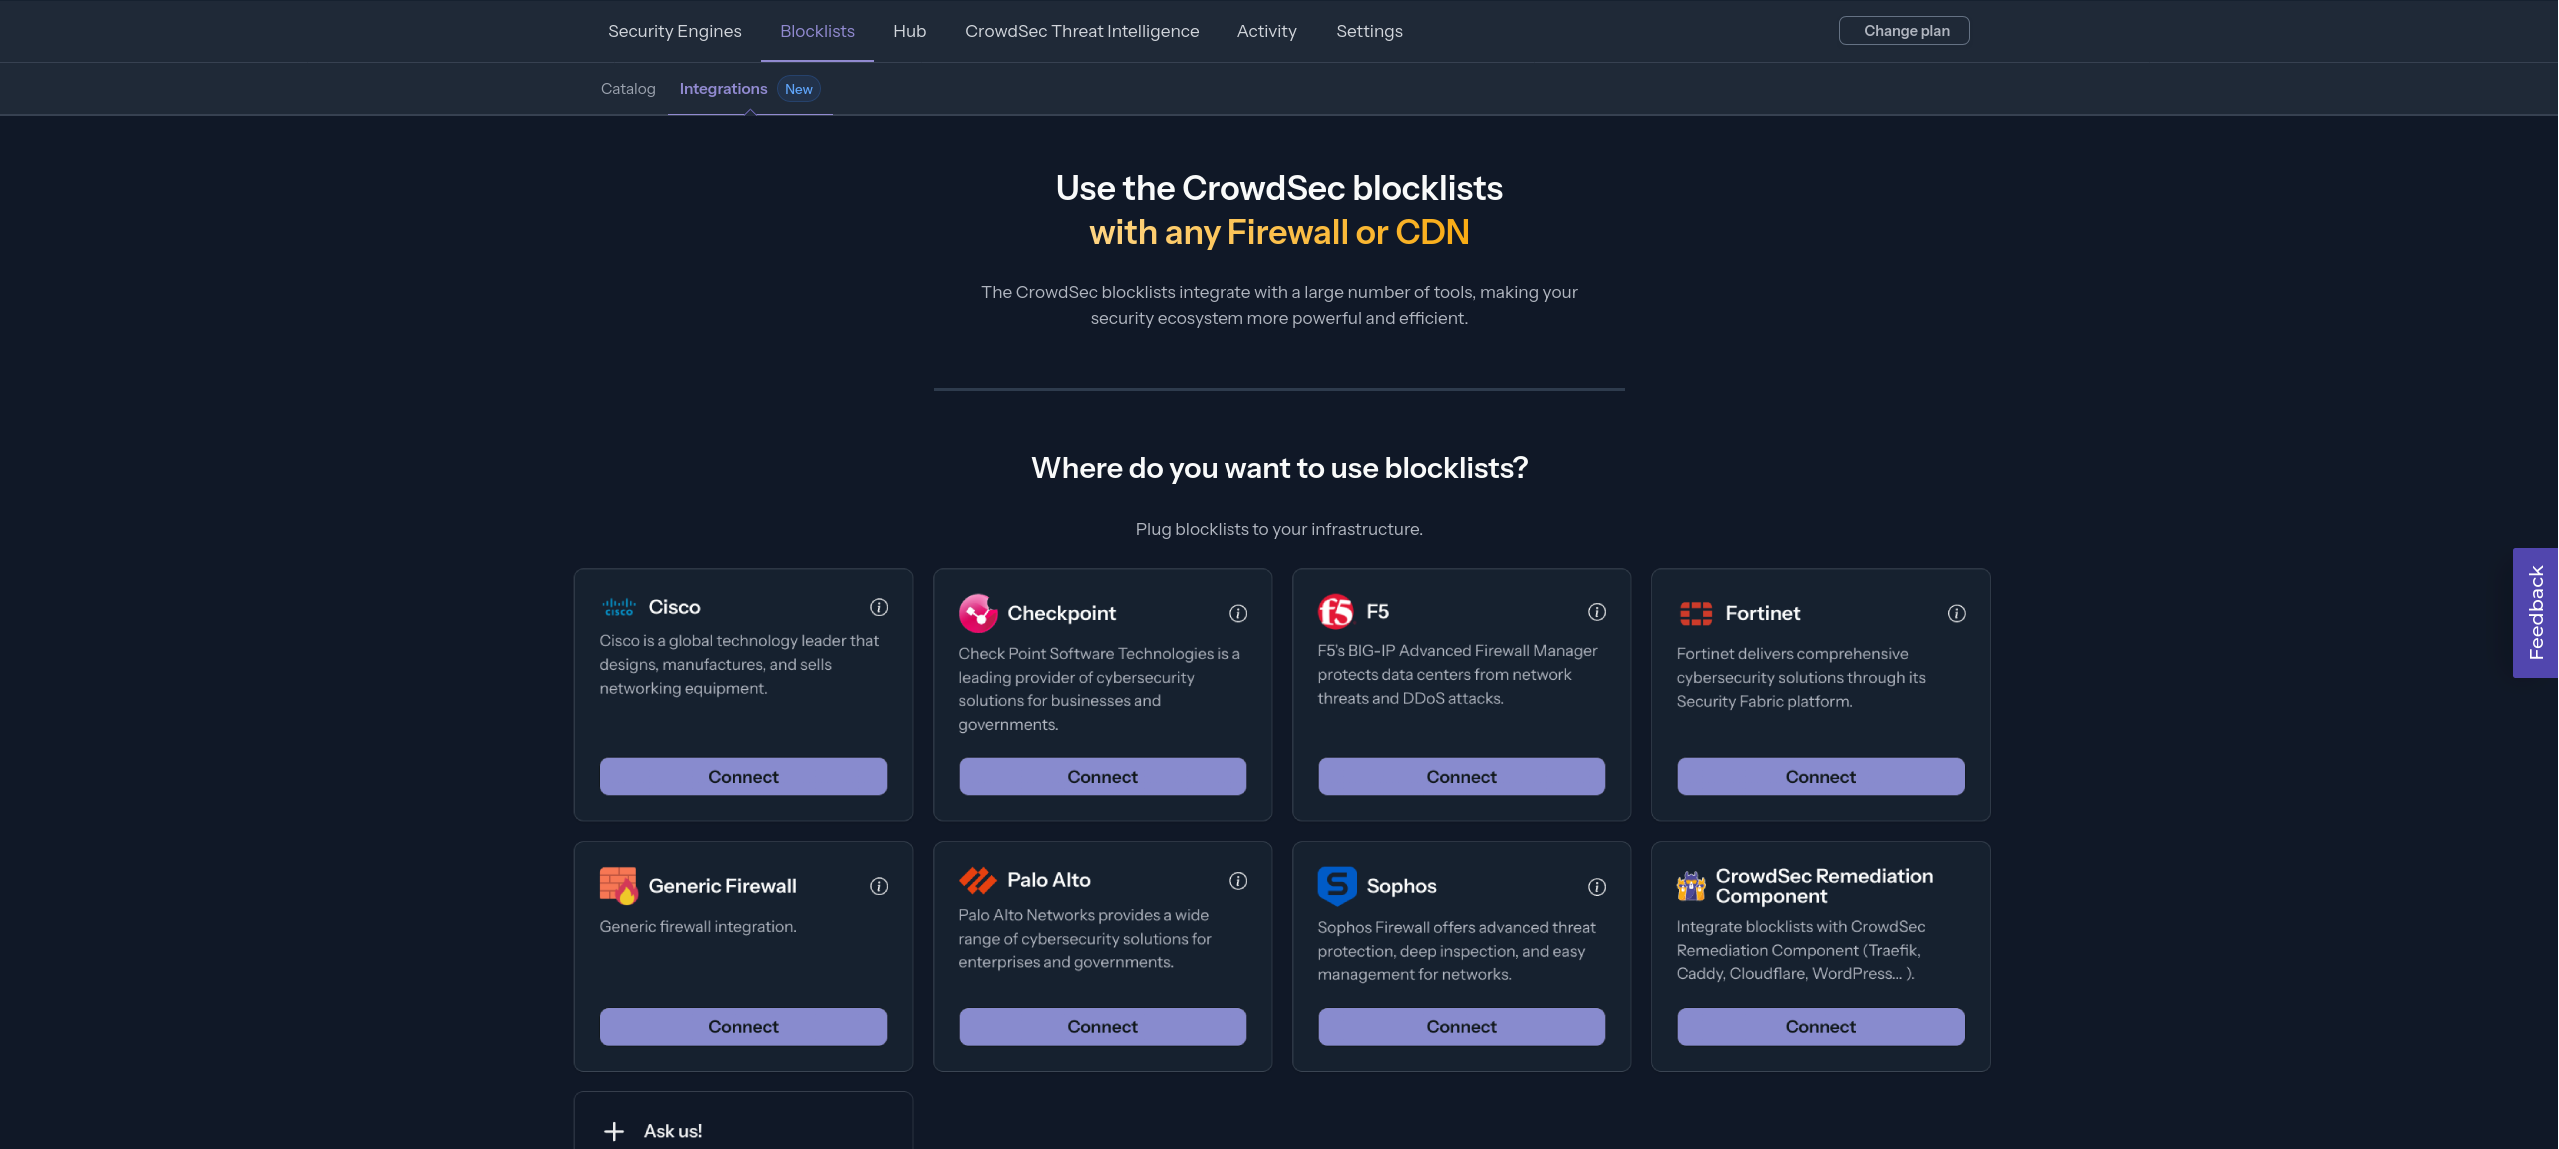 Security Engines
Blocklists
Hub
CrowdSec Threat Intelligence
Activity
Settings
Change plan
Catalog
Integrations
New
Use the CrowdSec blocklists
with any Firewall or CDN
The CrowdSec blocklists integrate with a large number of tools, making your
security ecosystem more powerful and efficient.
Where do you want to use blocklists?
Plug blocklists to your infrastructure.
CISCO
Cisco
Cisco is a global technology leader that
designs, manufactures, and sells
networking equipment.
Connect
Checkpoint
Check Point Software Technologies is a
leading provider of cybersecurity
solutions for businesses and
governments.
Connect
f5
F5
F5's BIG-IP Advanced Firewall Manager
protects data centers from network
threats and DDoS attacks.
Connect
Fortinet
Fortinet delivers comprehensive
cybersecurity solutions through its
Security Fabric platform.
Connect
Feedback
Generic Firewall
Generic firewall integration.
Connect
Palo Alto
Palo Alto Networks provides a wide
range of cybersecurity solutions for
enterprises and governments.
Connect
S
Sophos
Sophos Firewall offers advanced threat
protection, deep inspection, and easy
management for networks.
Connect
CrowdSec Remediation
Component
Integrate blocklists with CrowdSec
Remediation Component (Traefik,
Caddy, Cloudflare, WordPress... ).
Connect
Ask us!